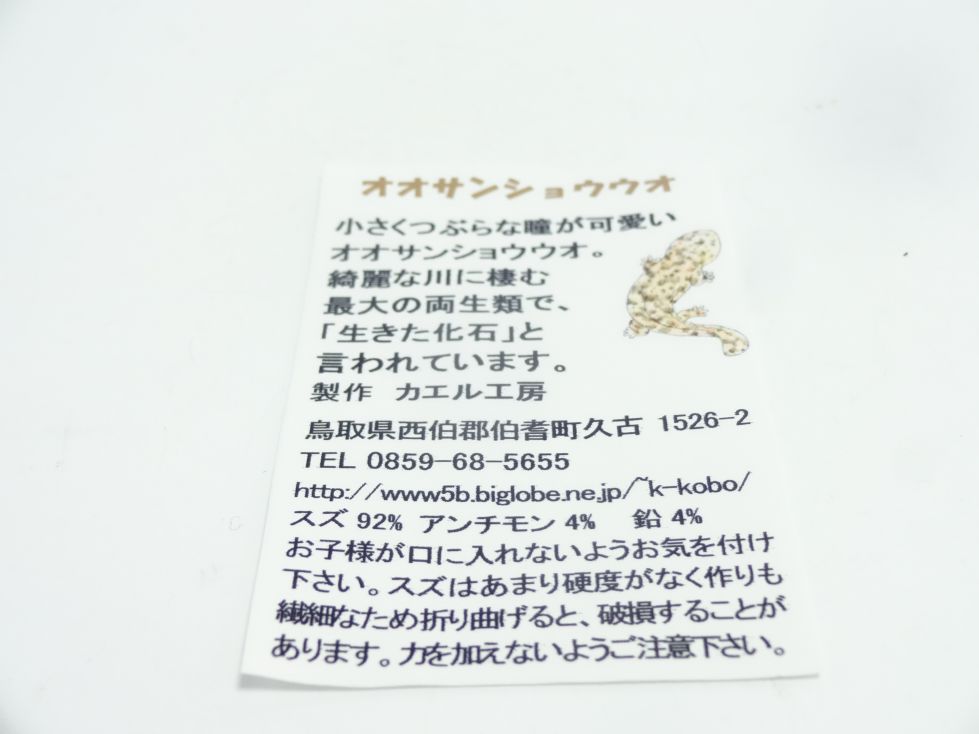 オオサンショウウオ
小さくつぶらな瞳が可愛い
オオサンショウウオ。
綺麗な川に棲む
最大の両生類で、
「生きた化石」と
言われています。
製作 カエル工房
鳥取県西伯郡伯耆町久古 1526-2
TEL 0859-68-5655
http://www5b.biglobe.ne.jp/~k-kobo/
スズ 92% アンチモン 4% 鉛 4%
お子様が口に入れないようお気を付け
下さい。スズはあまり硬度がなく作りも
繊細なため折り曲げると、破損することが
あります。力を加えないようご注意下さい。